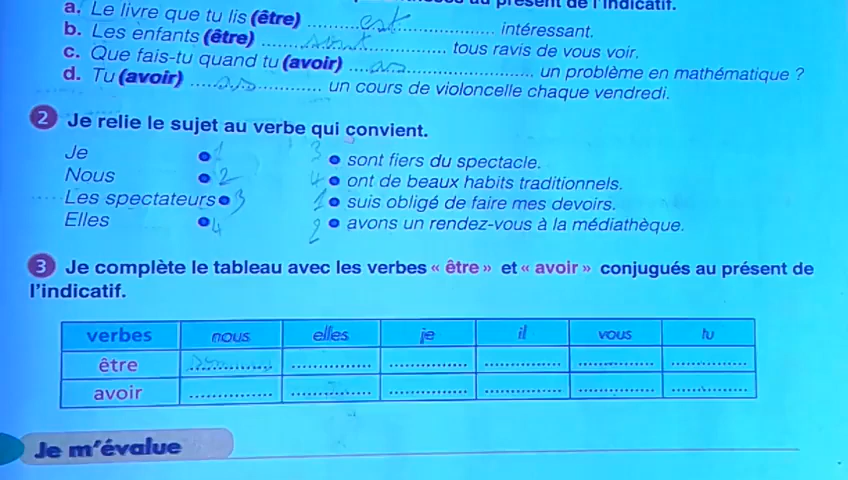 au présent de l'indicatif.
a. Le livre que tu lis (être) ...est... intéressant.
b. Les enfants (être) ...sont... tous ravis de vous voir.
c. Que fais-tu quand tu (avoir) ...as... un problème en mathématique ?
d. Tu (avoir) ...as... un cours de violoncelle chaque vendredi.
2 Je relie le sujet au verbe qui convient.
Je • 1 3 • sont fiers du spectacle.
Nous • 2 4 • ont de beaux habits traditionnels.
Les spectateurs • 3 1 • suis obligé de faire mes devoirs.
Elles • 4 2 • avons un rendez-vous à la médiathèque.
3 Je complète le tableau avec les verbes « être » et « avoir » conjugués au présent de
l'indicatif.
verbes nous elles je il vous tu
être
avoir
Je m'évalue